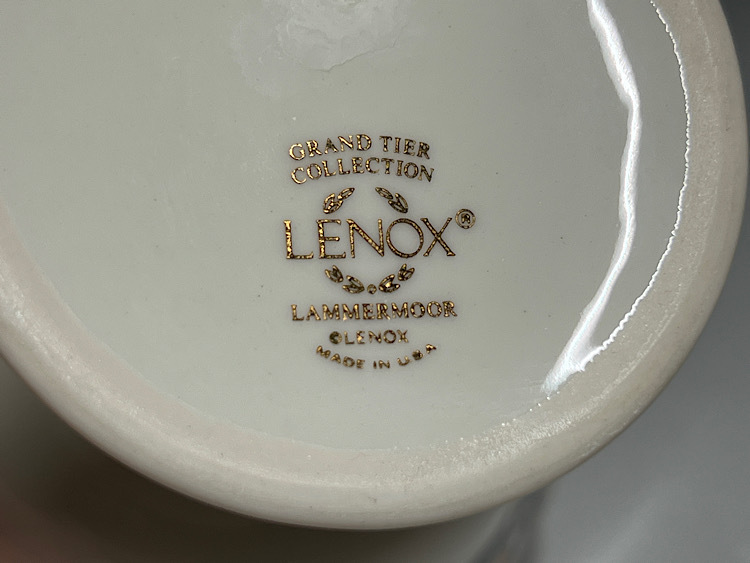 GRAND TIER
COLLECTION
LENOX®
LAMMERMOOR
©LENOX
MADE IN USA